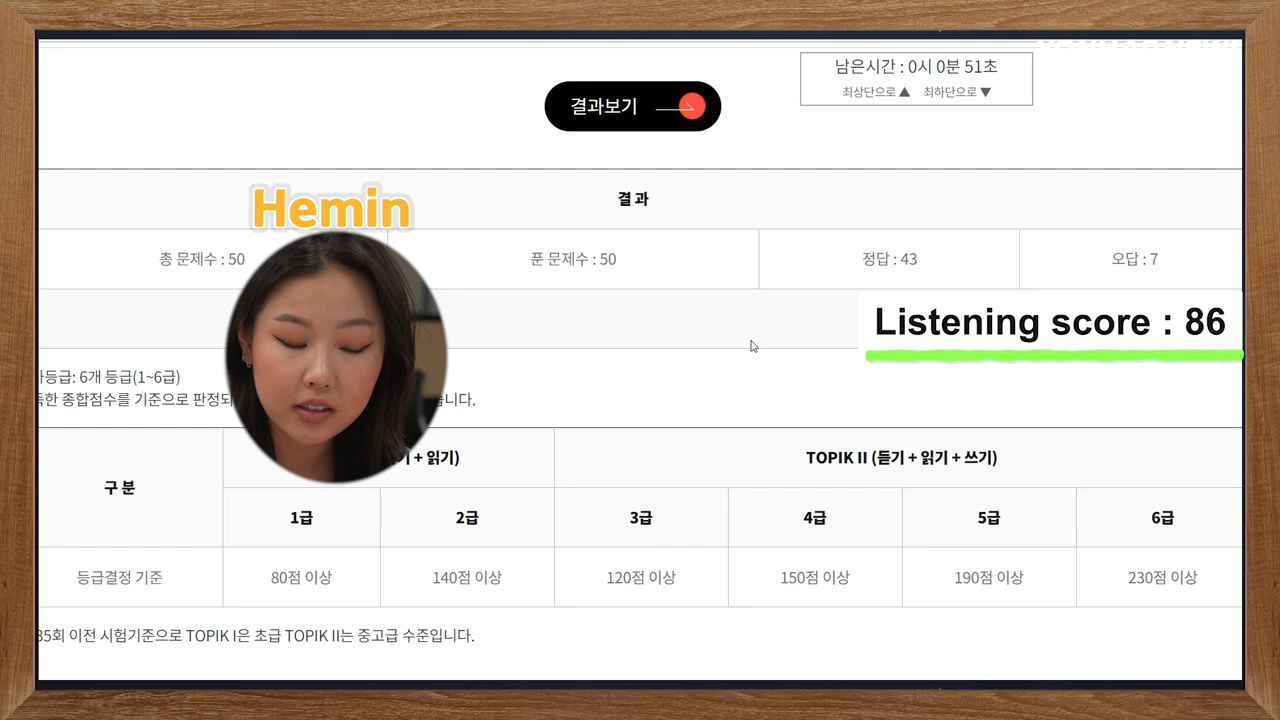 남은시간 : 0시 0분 51초
최상단으로▲ 최하단으로▼
결과보기
결 과
Hemin
총 문제수 : 50
푼 문제수 : 50
정답 : 43
오답 : 7
Listening score : 86
등급: 6개 등급(1~6급)
종합점수를 기준으로 판정되
습니다.
구 분
+ 읽기)
TOPIK II (듣기 + 읽기 + 쓰기)
1급
2급
3급
4급
5급
6급
등급결정 기준
80점 이상
140점 이상
120점 이상
150점 이상
190점 이상
230점 이상
35회 이전 시험기준으로 TOPIK I은 초급 TOPIK II는 중고급 수준입니다.